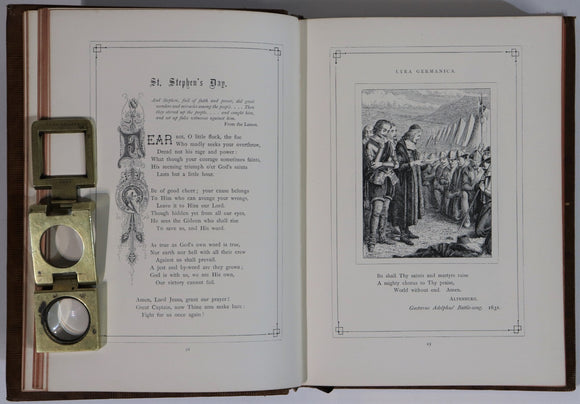 St. Stephen's Day.
And Stephen, full of faith and power, did great
wonders and miracles among the people. . . . Then
they stirred up the people, . . . and caught him,
and set up false witnesses against him.
From the Lesson.
FEAR not, O little flock, the foe
Who madly seeks your overthrow,
Dread not his rage and power:
What though your courage sometimes faints,
His seeming triumph o'er God's saints
Lasts but a little hour.
Be of good cheer; your cause belongs
To Him who can avenge your wrongs,
Leave it to Him our Lord.
Though hidden yet from all our eyes,
He sees the Gideon who shall rise
To save us, and His word.
As true as God's own word is true,
Nor earth nor hell with all their crew
Against us shall prevail.
A jest and by-word are they grown;
God is with us, we are His own,
Our victory cannot fail.
Amen, Lord Jesus, grant our prayer!
Great Captain, now Thine arm make bare:
Fight for us once again!
LYRA GERMANICA.
So shall Thy saints and martyrs raise
A mighty chorus to Thy praise,
World without end. Amen.
ALTENBURG.
Gustavus Adolphus' Battle-song. 1631.